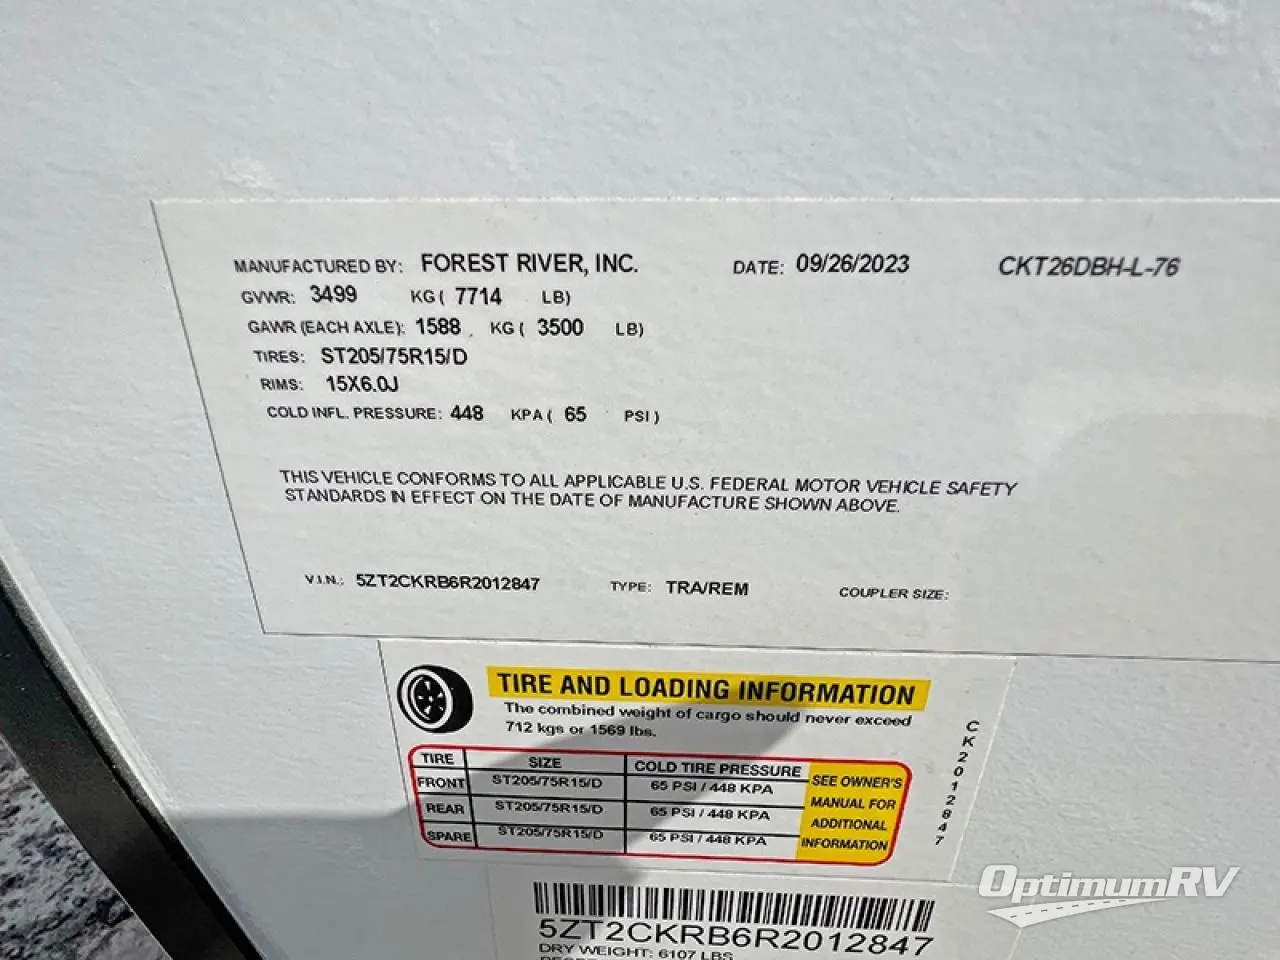 MANUFACTURED BY: FOREST RIVER, INC. DATE: 09/26/2023 CKT26DBH-L-76
GVWR: 3499 KG ( 7714 LB)
GAWR (EACH AXLE): 1588 KG ( 3500 LB)
TIRES: ST205/75R15/D
RIMS: 15X6.0J
COLD INFL. PRESSURE: 448 KPA ( 65 PSI )
THIS VEHICLE CONFORMS TO ALL APPLICABLE U.S. FEDERAL MOTOR VEHICLE SAFETY
STANDARDS IN EFFECT ON THE DATE OF MANUFACTURE SHOWN ABOVE.
V.I.N.: 5ZT2CKRB6R2012847 TYPE: TRA/REM COUPLER SIZE:
TIRE AND LOADING INFORMATION
The combined weight of cargo should never exceed
712 kgs or 1569 lbs.
TIRE SIZE COLD TIRE PRESSURE
FRONT ST205/75R15/D 65 PSI / 448 KPA
REAR ST205/75R15/D 65 PSI / 448 KPA
SPARE ST205/75R15/D 65 PSI / 448 KPA
SEE OWNER'S
MANUAL FOR
ADDITIONAL
INFORMATION
CK2012847
5ZT2CKRB6R2012847
DRY WEIGHT: 6107 LBS
OptimumRV